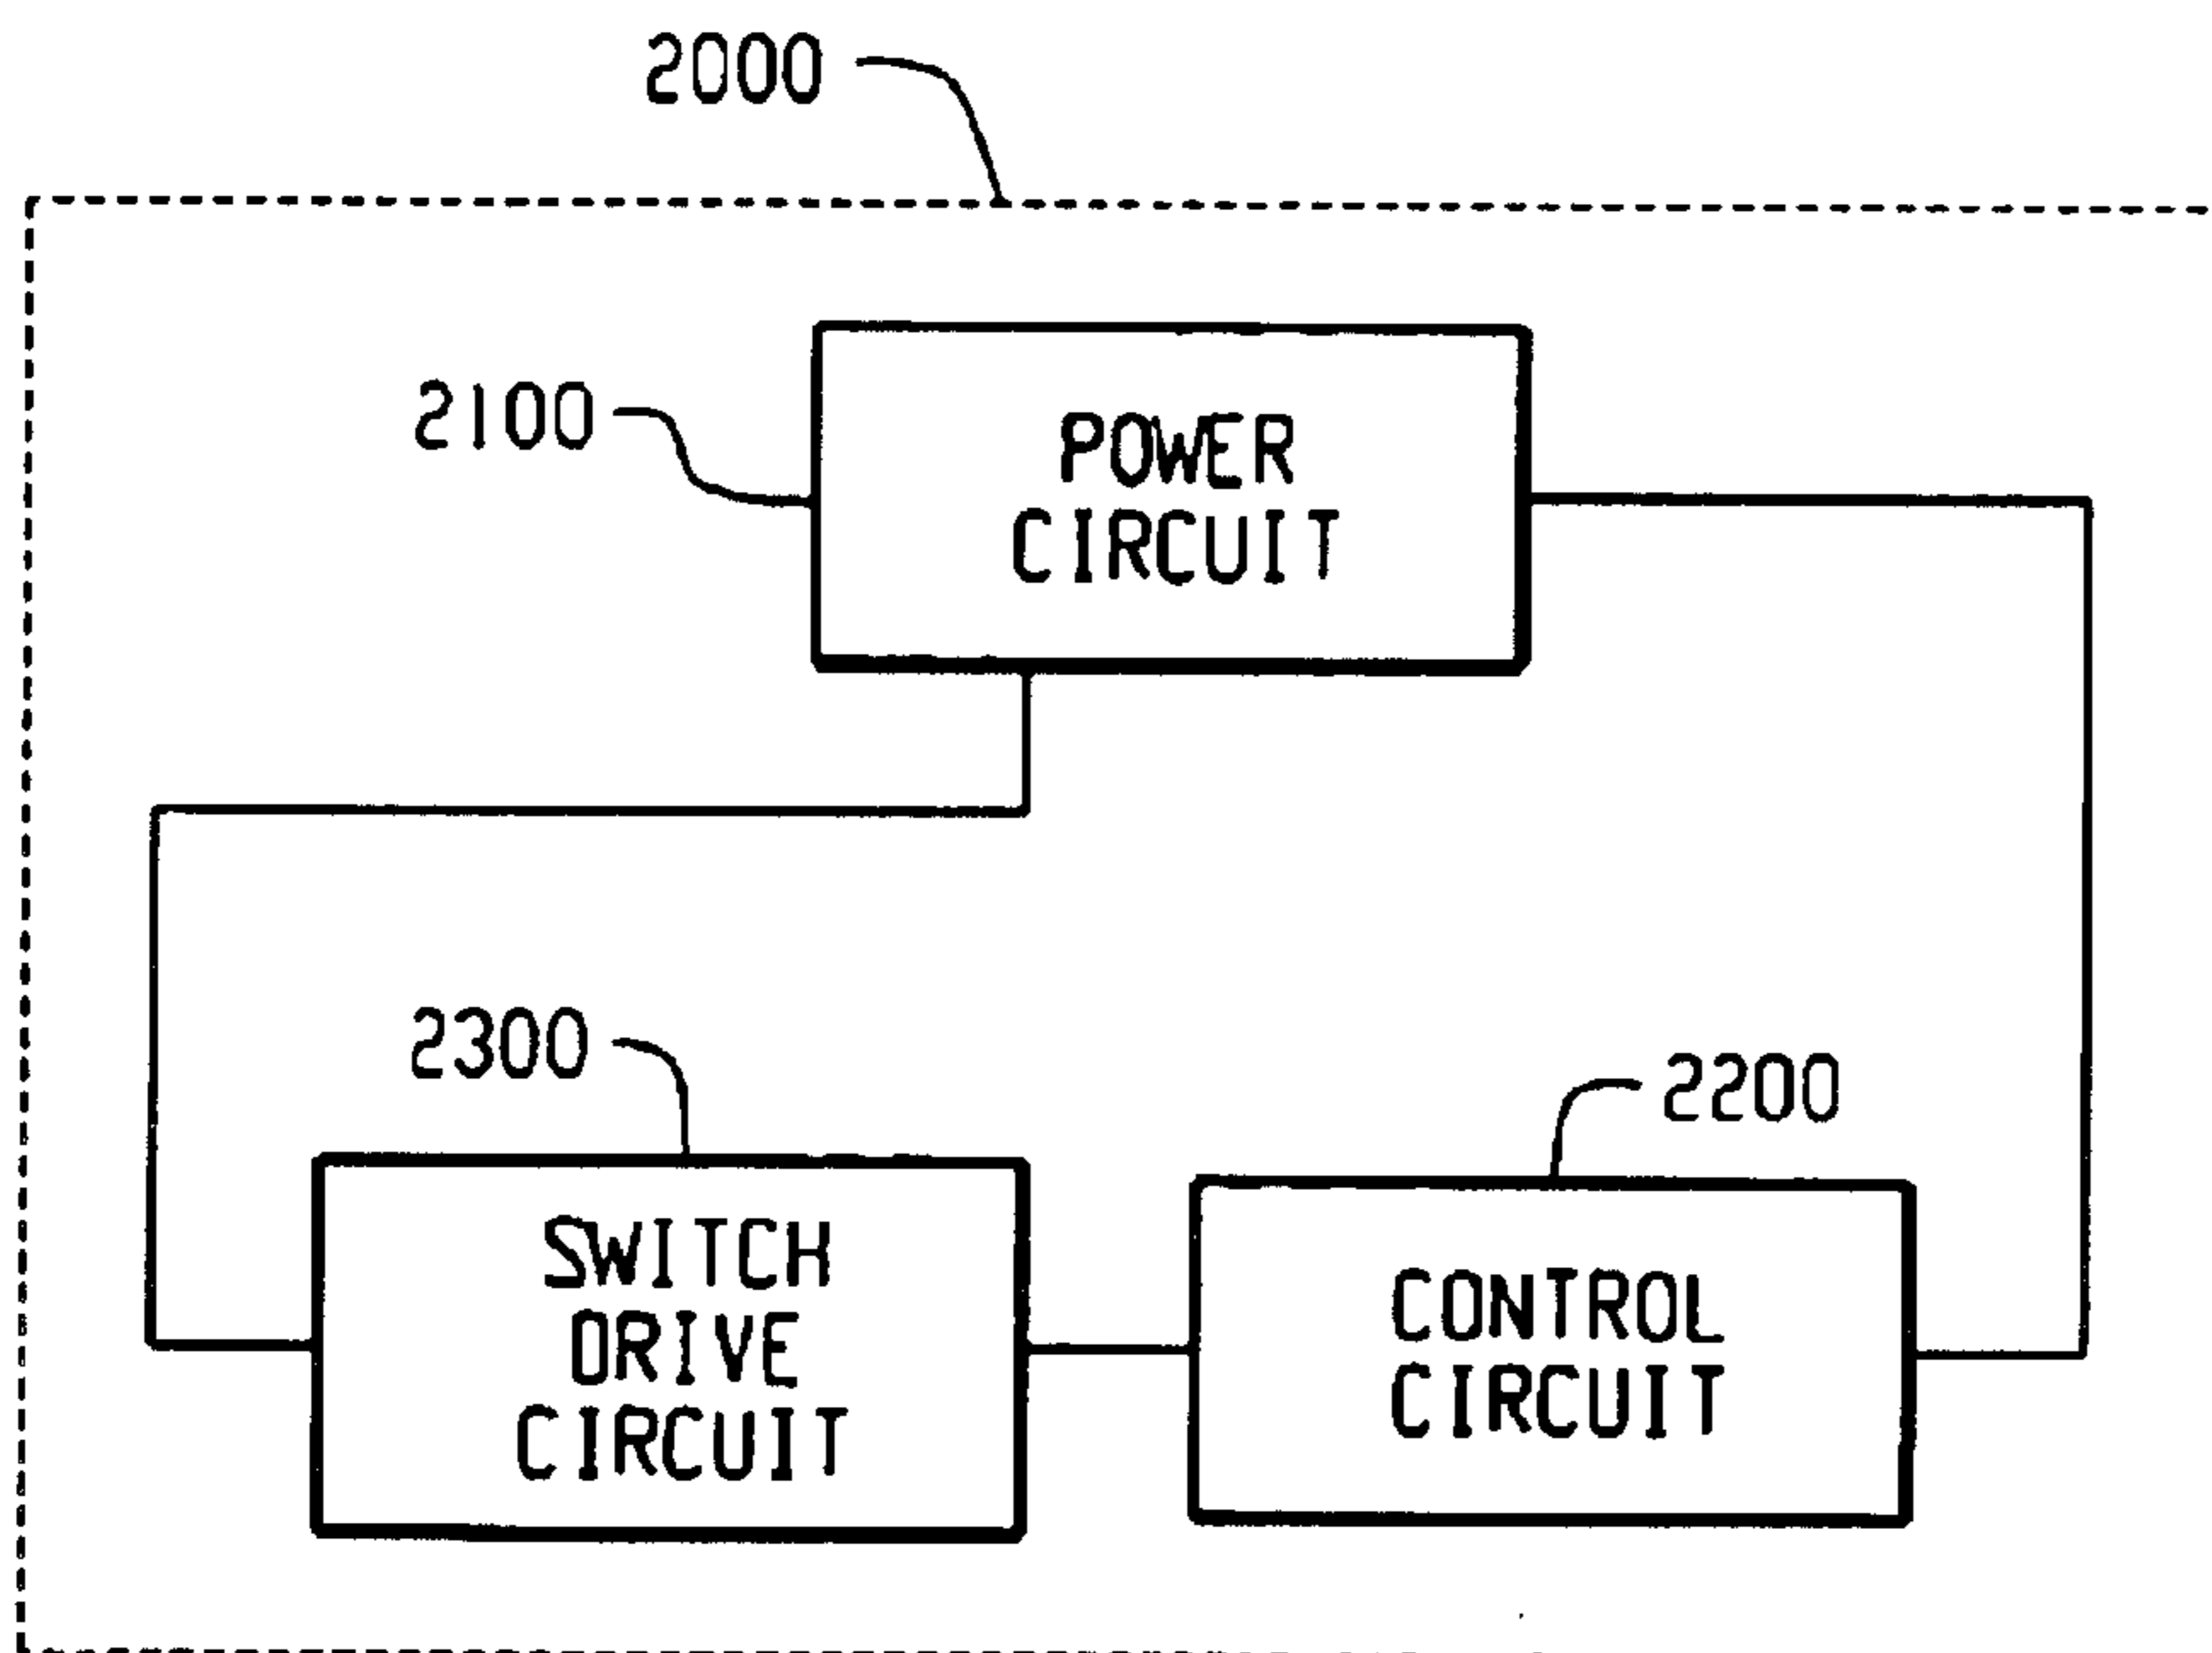 2000
2100
POWER
CIRCUIT
2300
2200
SWITCH
DRIVE
CIRCUIT
CONTROL
CIRCUIT